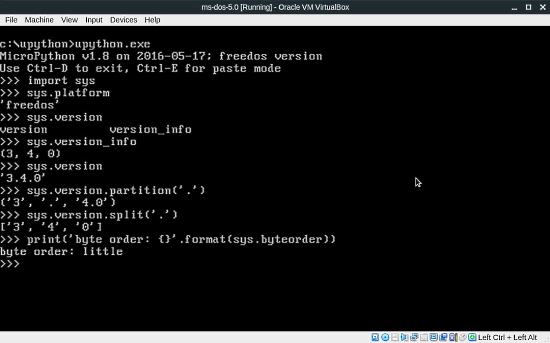 ms-dos-5.0 [Running] - Oracle VM VirtualBox
File Machine View Input Devices Help
c:\upython>upython.exe
MicroPython v1.8 on 2016-05-17; freedos version
Use Ctrl-D to exit, Ctrl-E for paste mode
>>> import sys
>>> sys.platform
'freedos'
>>> sys.version
version version_info
>>> sys.version_info
(3, 4, 0)
>>> sys.version
'3.4.0'
>>> sys.version.partition('.')
('3', '.', '4.0')
>>> sys.version.split('.')
['3', '4', '0']
>>> print('byte order: {}'.format(sys.byteorder))
byte order: little
>>>
Left Ctrl + Left Alt